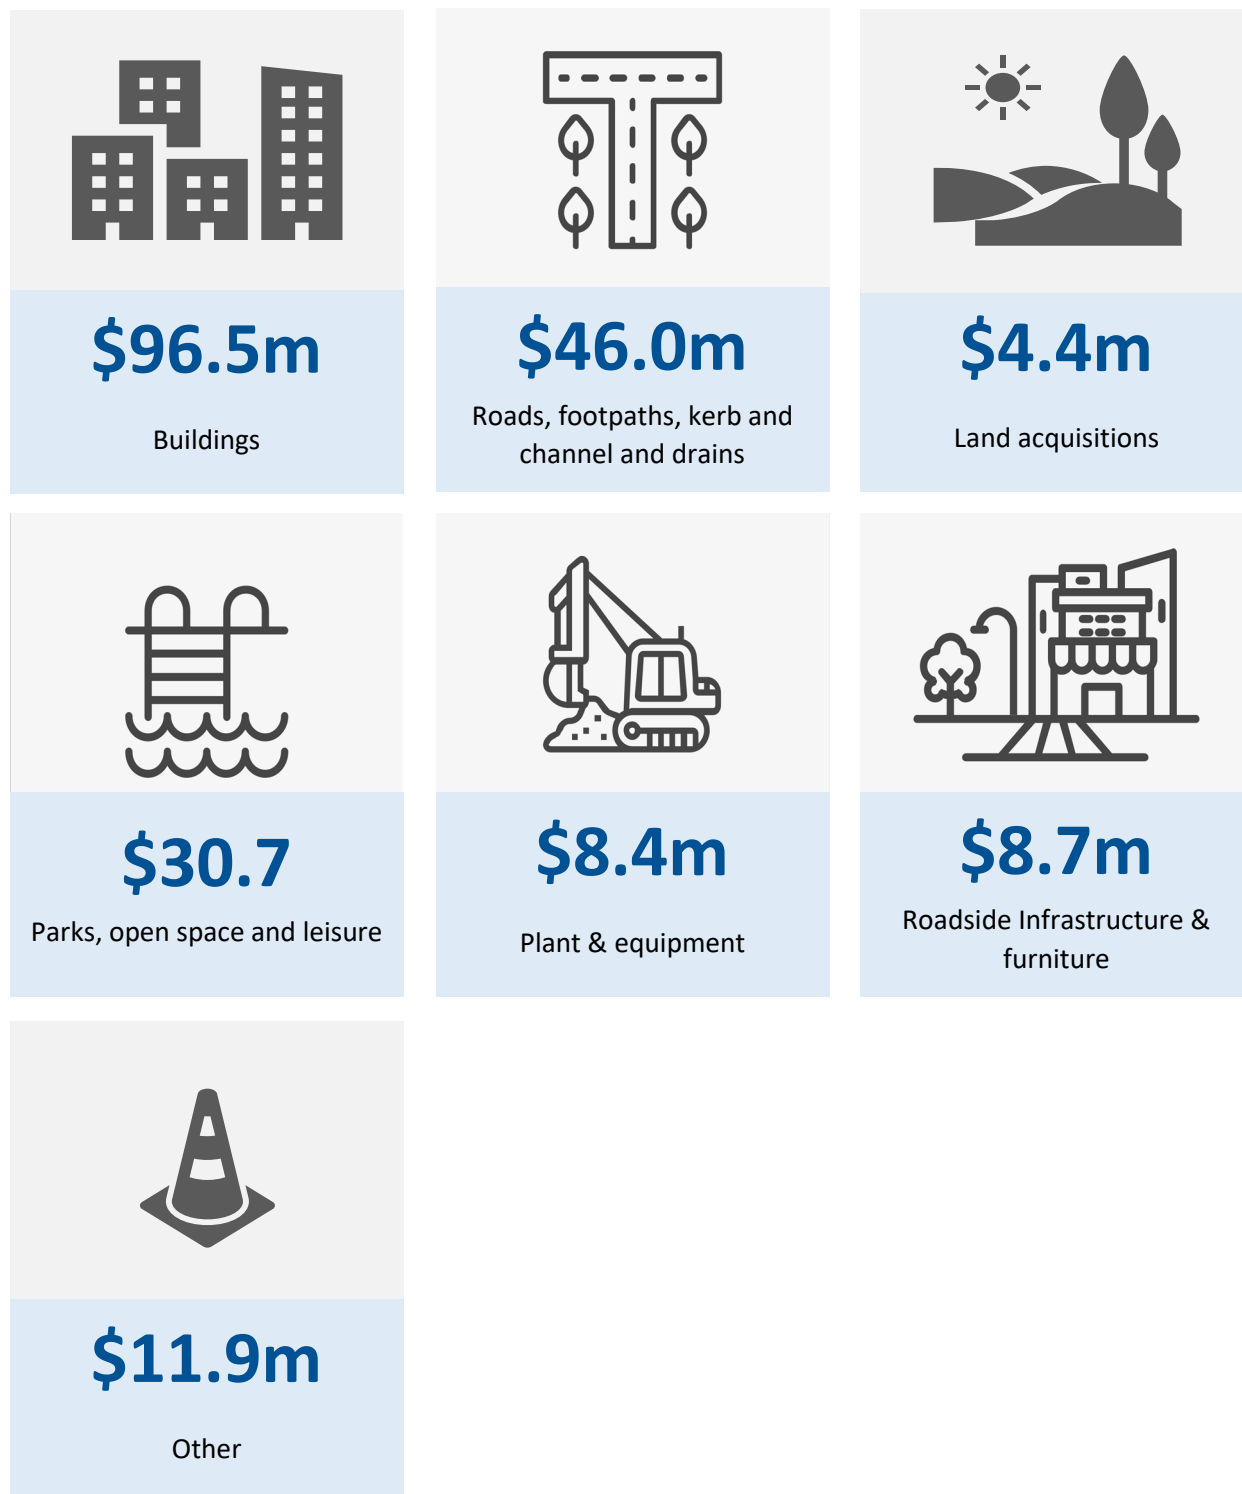 $96.5m
Buildings
$46.0m
Roads, footpaths, kerb and
channel and drains
$4.4m
Land acquisitions
$30.7
Parks, open space and leisure
$8.4m
Plant & equipment
$8.7m
Roadside Infrastructure &
furniture
$11.9m
Other